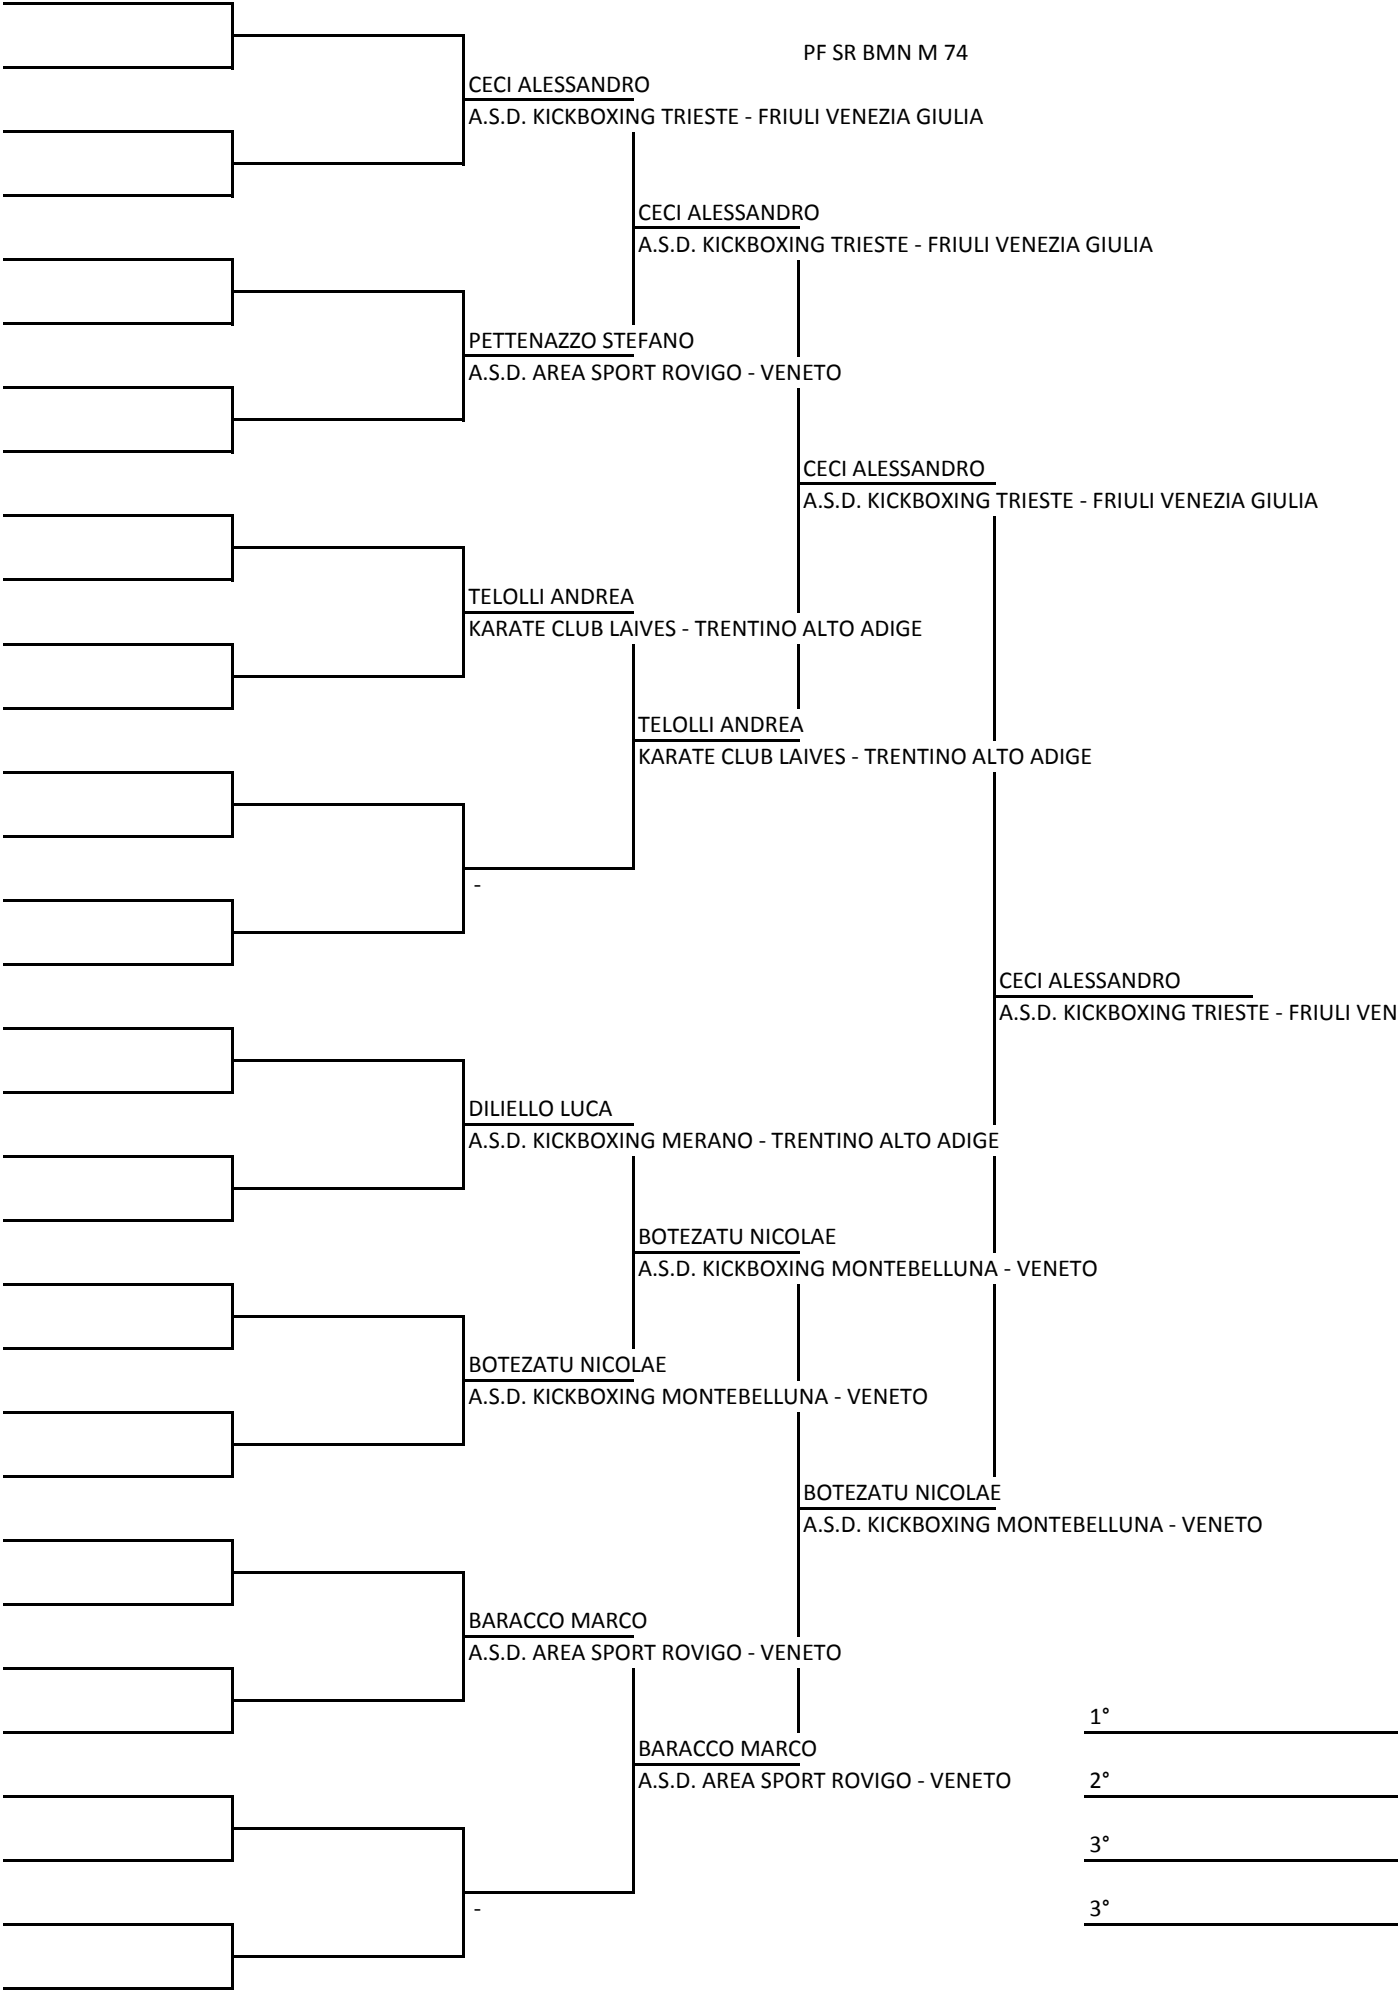 PF SR BMN M 74
CECI ALESSANDRO
A.S.D. KICKBOXING TRIESTE - FRIULI VENEZIA GIULIA
CECI ALESSANDRO
A.S.D. KICKBOXING TRIESTE - FRIULI VENEZIA GIULIA
PETTENAZZO STEFANO
A.S.D. AREA SPORT ROVIGO - VENETO
CECI ALESSANDRO
A.S.D. KICKBOXING TRIESTE - FRIULI VENEZIA GIULIA
TELOLLI ANDREA
KARATE CLUB LAIVES - TRENTINO ALTO ADIGE
TELOLLI ANDREA
KARATE CLUB LAIVES - TRENTINO ALTO ADIGE
-
CECI ALESSANDRO
A.S.D. KICKBOXING TRIESTE - FRIULI VEN
DILIELLO LUCA
A.S.D. KICKBOXING MERANO - TRENTINO ALTO ADIGE
BOTEZATU NICOLAE
A.S.D. KICKBOXING MONTEBELLUNA - VENETO
BOTEZATU NICOLAE
A.S.D. KICKBOXING MONTEBELLUNA - VENETO
BOTEZATU NICOLAE
A.S.D. KICKBOXING MONTEBELLUNA - VENETO
BARACCO MARCO
A.S.D. AREA SPORT ROVIGO - VENETO
1°
BARACCO MARCO
A.S.D. AREA SPORT ROVIGO - VENETO
2°
3°
3°
-